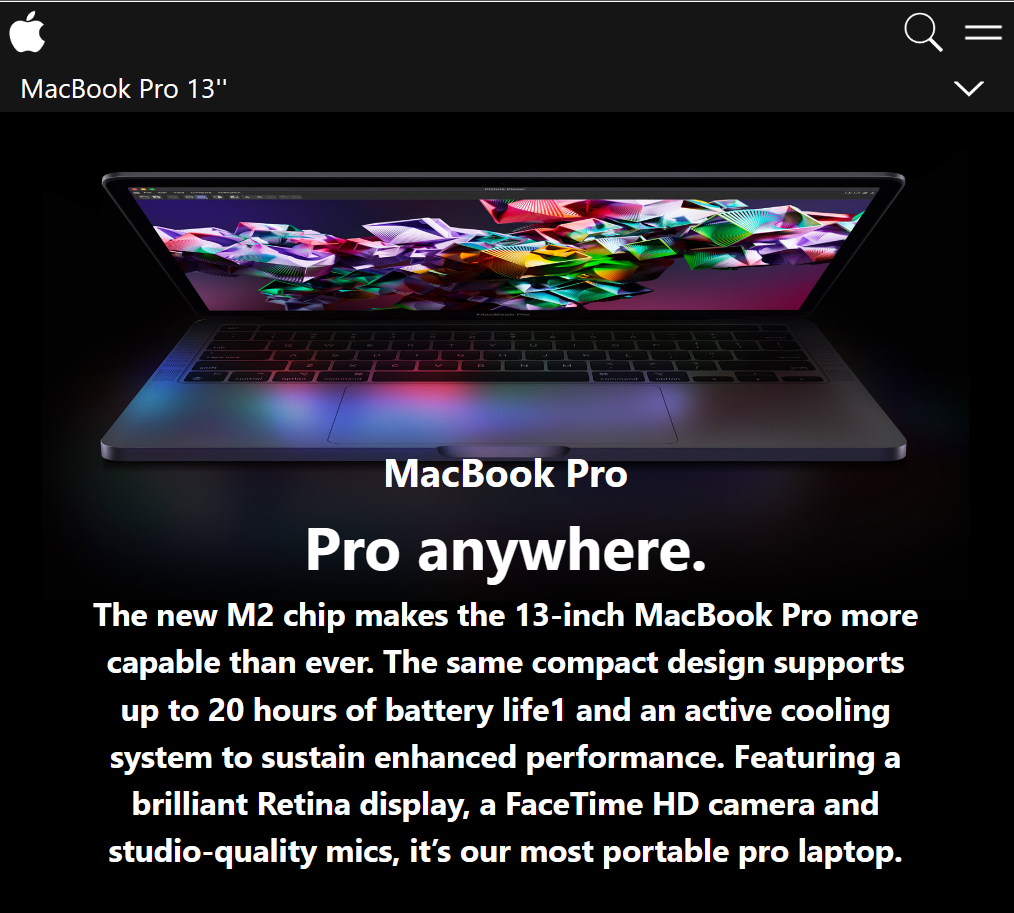 MacBook Pro 13''
MacBook Pro
MacBook Pro
Pro anywhere.
The new M2 chip makes the 13-inch MacBook Pro more
capable than ever. The same compact design supports
up to 20 hours of battery life1 and an active cooling
system to sustain enhanced performance. Featuring a
brilliant Retina display, a FaceTime HD camera and
studio-quality mics, it’s our most portable pro laptop.